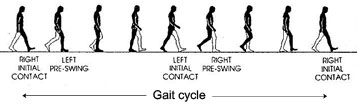 RIGHT INITIAL CONTACT
LEFT PRE-SWING
LEFT INITIAL CONTACT
RIGHT PRE-SWING
RIGHT INITIAL CONTACT
Gait cycle